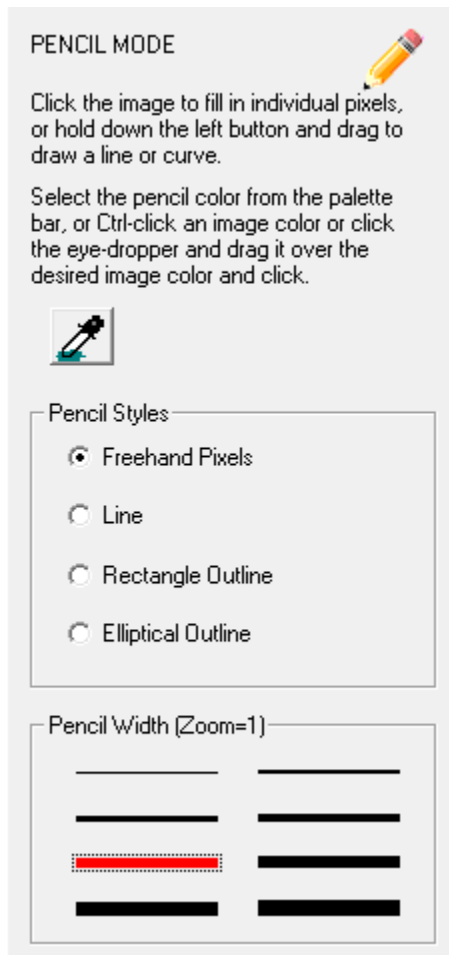 PENCIL MODE
Click the image to fill in individual pixels,
or hold down the left button and drag to
draw a line or curve.
Select the pencil color from the palette
bar, or Ctrl-click an image color or click
the eye-dropper and drag it over the
desired image color and click.
Pencil Styles
Freehand Pixels
Line
Rectangle Outline
Elliptical Outline
Pencil Width (Zoom=1)